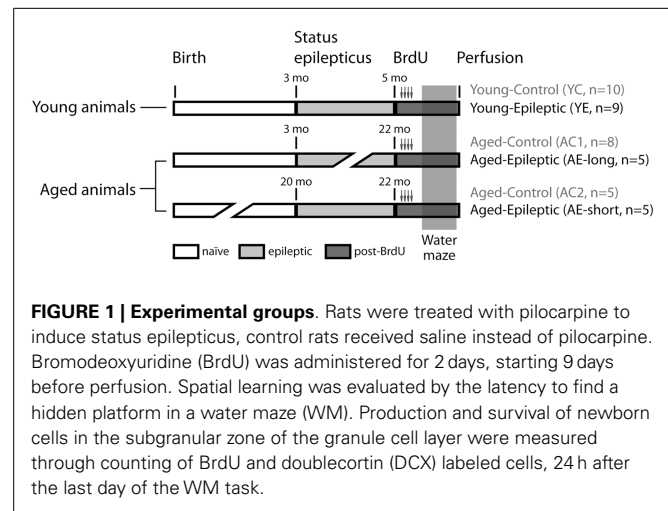 Birth
Status
epilepticus
BrdU
Perfusion
3 mo
5 mo
Young animals
Young-Control (YC, n=10)
Young-Epileptic (YE, n=9)
3 mo
22 mo
Aged-Control (AC1, n=8)
Aged-Epileptic (AE-long, n=5)
Aged animals
20 mo
22 mo
Aged-Control (AC2, n=5)
Aged-Epileptic (AE-short, n=5)
naïve
epileptic
post-BrdU
Water
maze
FIGURE 1 | Experimental groups. Rats were treated with pilocarpine to
induce status epilepticus, control rats received saline instead of pilocarpine.
Bromodeoxyuridine (BrdU) was administered for 2 days, starting 9 days
before perfusion. Spatial learning was evaluated by the latency to find a
hidden platform in a water maze (WM). Production and survival of newborn
cells in the subgranular zone of the granule cell layer were measured
through counting of BrdU and doublecortin (DCX) labeled cells, 24 h after
the last day of the WM task.